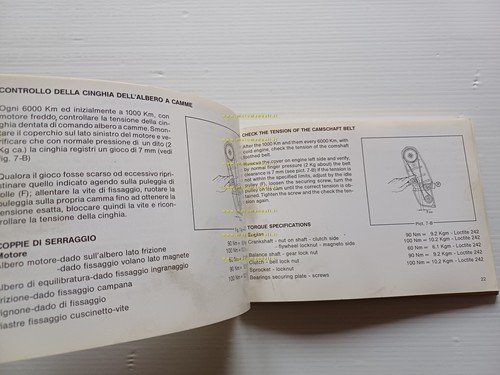 CONTROLLO DELLA CINGHIA DELL'ALBERO A CAMME
Ogni 6000 Km ed inizialmente a 1000 Km, con
motore freddo, controllare la tensione della cin-
ghia dentata di comando albero a camme. Smon-
tare il coperchio sul lato sinistro del motore e ve-
rificare che con normale pressione di un dito (2
Kg ca.) la cinghia registri un gioco di 7 mm (vedi
fig. 7-B)
Qualora il gioco fosse scarso od eccessivo ripri-
stinare quello indicato agendo sulla puleggia di
folle (F); allentare la vite di fissaggio, ruotare la
puleggia sulla propria camma fino ad ottenere la
tensione esatta, bloccare quindi la vite e ricon-
trollare la tensione della cinghia.
COPPIE DI SERRAGGIO
Motore
Albero motore-dado sull'albero lato frizione
-dado fissaggio volano lato magnete
Albero di equilibratura-dado fissaggio ingranaggio
Frizione-dado fissaggio campana
Pignone-dado di fissaggio
Piastre fissaggio cuscinetto-vite
CHECK THE TENSION OF THE CAMSHAFT BELT
After the 1000 Km and them every 6000 Km, with
cold engine, check the tension of the comshaft
toothed belt.
the cover on engine left side and verify,
by normal finger pressure (2 Kg about) the belt
clearance is 7 mm (see pict. 7-B) if the tension is
not within the specified limits, adjust by the idle
pulley (F), loosen the securing screw, turn the
pulley on its cam until the correct tension is ob-
tained. Tighten the screw and check the ten-
sion again.
Pict. 7-B
TORQUE SPECIFICATIONS
Engine
Crankshaft - nut on shaft - clutch side
90 Nm = 9.2 Kgm - Loctite 242
- flywheel locknut - magneto side
100 Nm = 10.2 Kgm - Loctite 242
Balance shaft - gear lock nut
60 Nm = 6.1 Kgm - Loctite 242
Clutch - bell lock nut
90 Nm = 9.2 Kgm - Loctite 242
Sprocket - locknut
100 Nm = 10.2 Kgm - Loctite 242
Bearings securing plate - screws
22